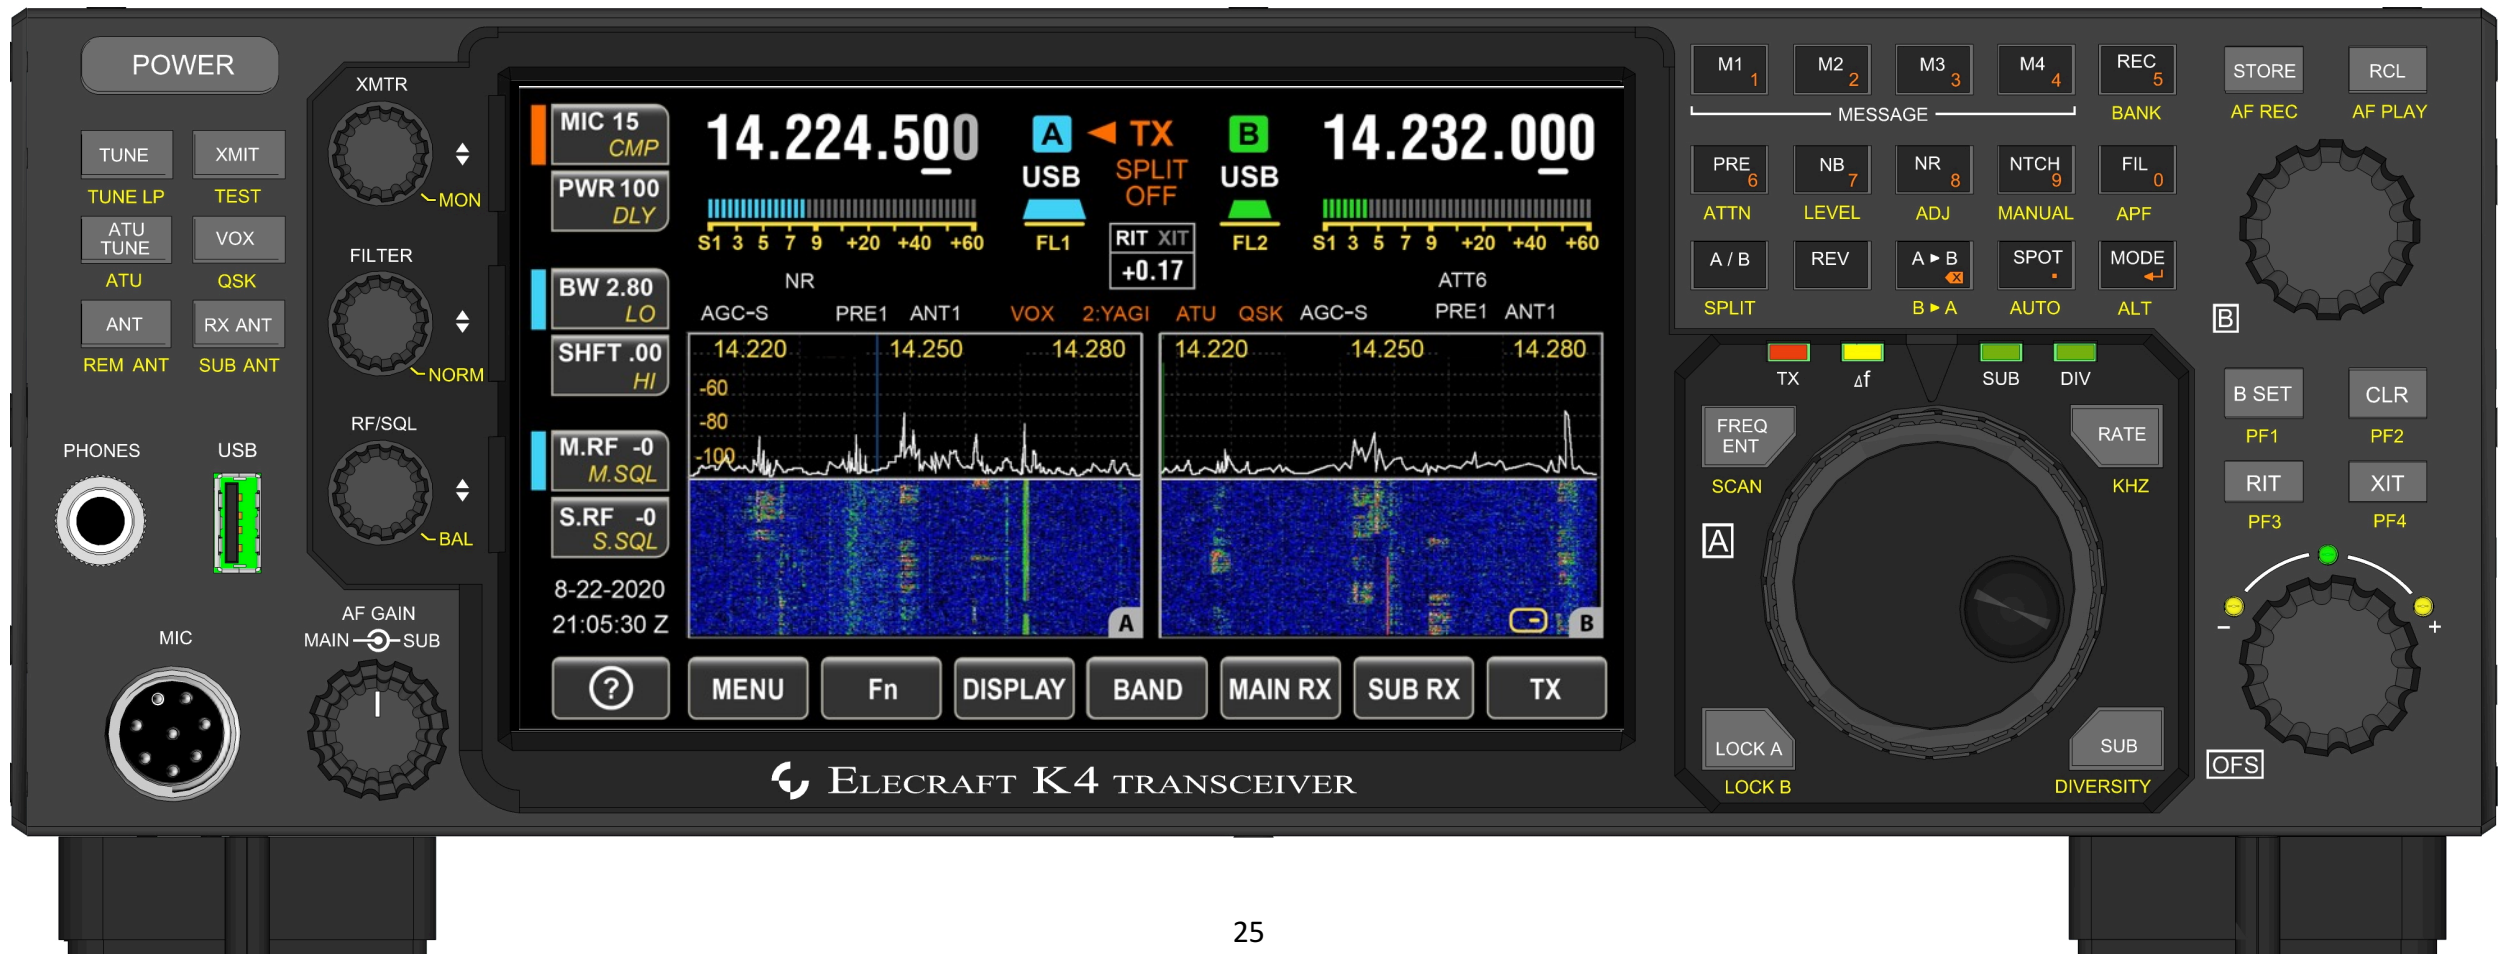 POWER
XMTR
TUNE
XMIT
TUNE LP
TEST
MON
ATU TUNE
VOX
ATU
QSK
FILTER
ANT
RX ANT
REM ANT
SUB ANT
NORM
RF/SQL
PHONES
USB
BAL
AF GAIN
MAIN SUB
MIC
MIC 15
CMP
PWR 100
DLY
BW 2.80
LO
SHFT .00
HI
M.RF -0
M.SQL
S.RF -0
S.SQL
8-22-2020
21:05:30 Z
14.224.500
A TX B
14.232.000
USB
SPLIT
OFF
USB
S1 3 5 7 9 +20 +40 +60
FL1
RIT XIT
+0.17
FL2
S1 3 5 7 9 +20 +40 +60
NR
ATT6
AGC-S PRE1 ANT1 VOX 2:YAGI ATU QSK AGC-S PRE1 ANT1
14.220 14.250 14.280
14.220 14.250 14.280
-60
-80
-100
A
B
?
MENU
Fn
DISPLAY
BAND
MAIN RX
SUB RX
TX
ELECRAFT K4 TRANSCEIVER
M1 1
M2 2
M3 3
M4 4
REC 5
STORE
RCL
MESSAGE
BANK
AF REC
AF PLAY
PRE 6
NB 7
NR 8
NTCH 9
FIL 0
ATTN
LEVEL
ADJ
MANUAL
APF
A / B
REV
A ▸ B
SPOT .
MODE
SPLIT
B ▸ A
AUTO
ALT
B
TX
Δf
SUB
DIV
FREQ ENT
RATE
SCAN
KHZ
B SET
CLR
PF1
PF2
RIT
XIT
PF3
PF4
A
LOCK A
SUB
LOCK B
DIVERSITY
- +
OFS
25